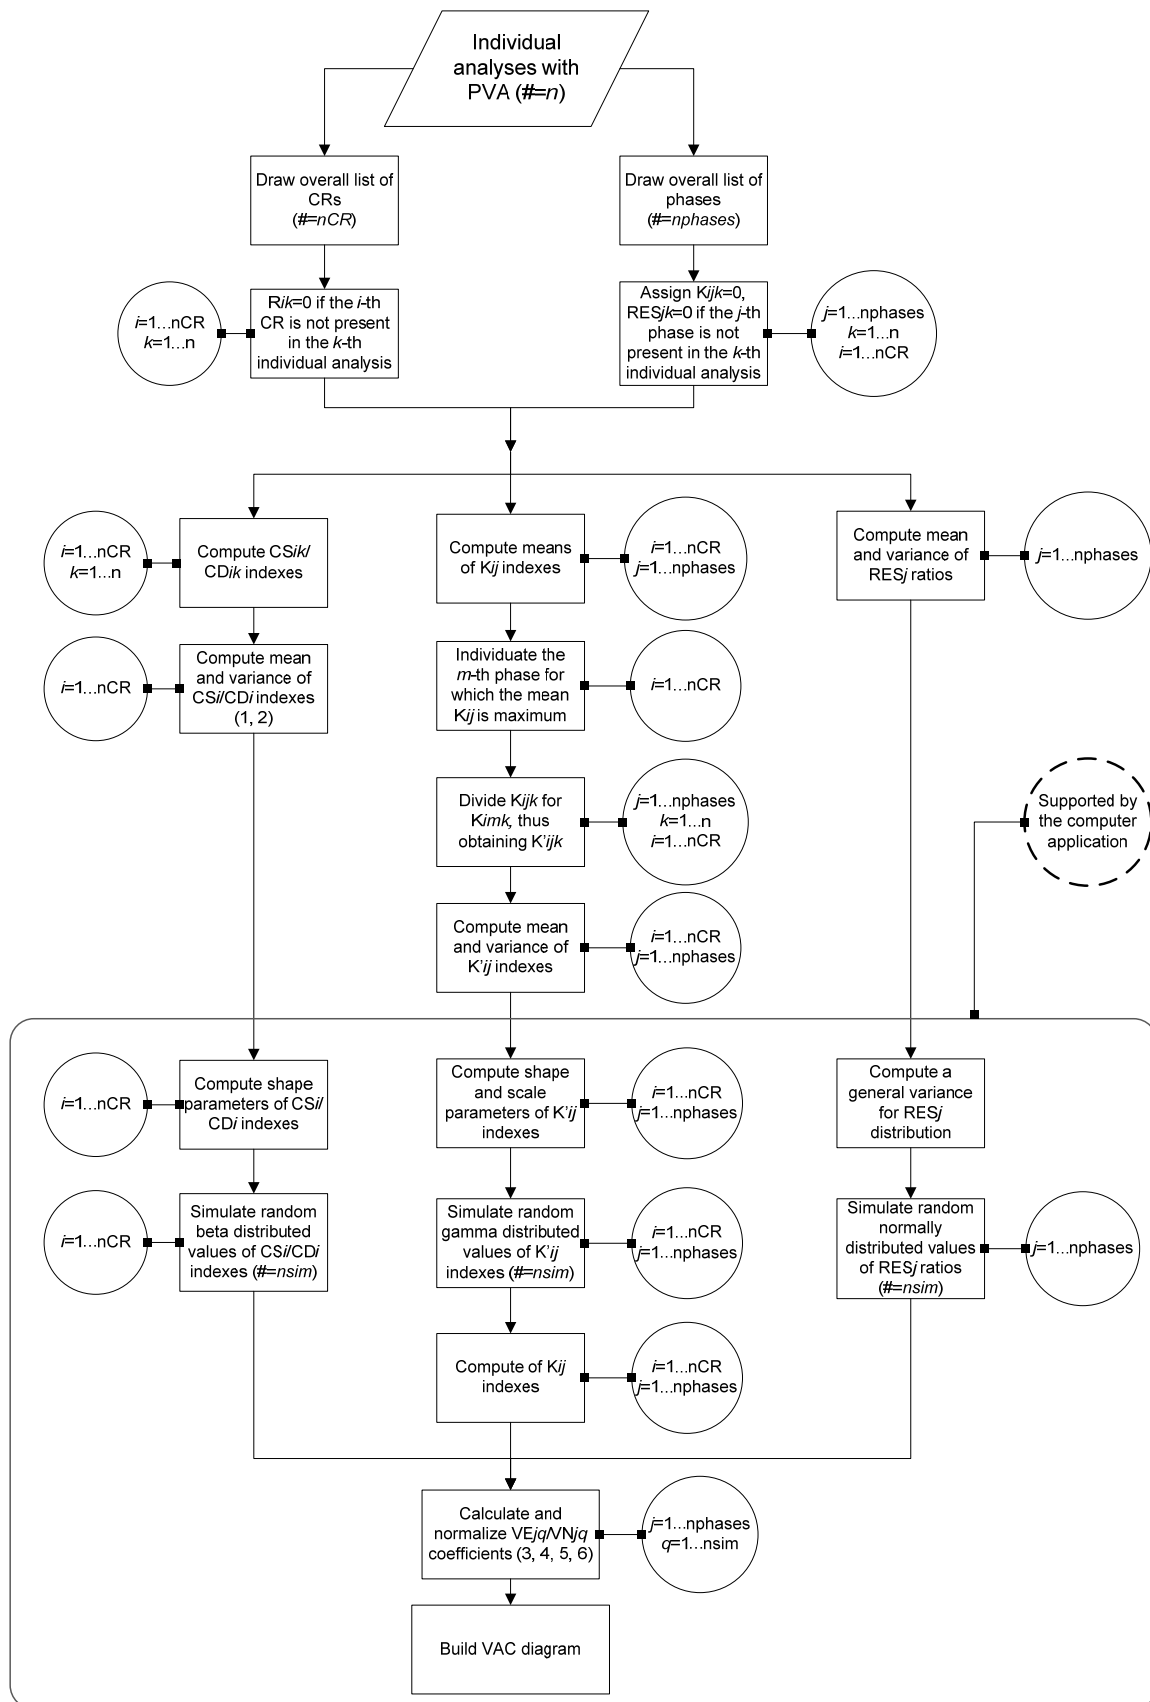 Individual
analyses with
PVA (#=n)
Draw overall list of
CRs
(#=nCR)
Draw overall list of
phases
(#=nphases)
i=1...nCR
k=1...n
Rik=0 if the i-th
CR is not present
in the k-th
individual analysis
Assign Kijk=0,
RESjk=0 if the j-th
phase is not
present in the k-th
individual analysis
j=1...nphases
k=1...n
i=1...nCR
i=1...nCR
k=1...n
Compute CSik/
CDik indexes
Compute means
of Kij indexes
i=1...nCR
j=1...nphases
Compute mean
and variance of
RESj ratios
j=1...nphases
i=1...nCR
Compute mean
and variance of
CSi/CDi indexes
(1, 2)
Individuate the
m-th phase for
which the mean
Kij is maximum
i=1...nCR
Divide Kijk for
Kimk, thus
obtaining K'ijk
j=1...nphases
k=1...n
i=1...nCR
Supported by
the computer
application
Compute mean
and variance of
K'ij indexes
i=1...nCR
j=1...nphases
i=1...nCR
Compute shape
parameters of CSi/
CDi indexes
Compute shape
and scale
parameters of K'ij
indexes
i=1...nCR
j=1...nphases
Compute a
general variance
for RESj
distribution
i=1...nCR
Simulate random
beta distributed
values of CSi/CDi
indexes (#=nsim)
Simulate random
gamma distributed
values of K'ij
indexes (#=nsim)
i=1...nCR
j=1...nphases
Simulate random
normally
distributed values
of RESj ratios
(#=nsim)
j=1...nphases
Compute of Kij
indexes
i=1...nCR
j=1...nphases
Calculate and
normalize VEjq/VNjq
coefficients (3, 4, 5, 6)
j=1...nphases
q=1...nsim
Build VAC diagram